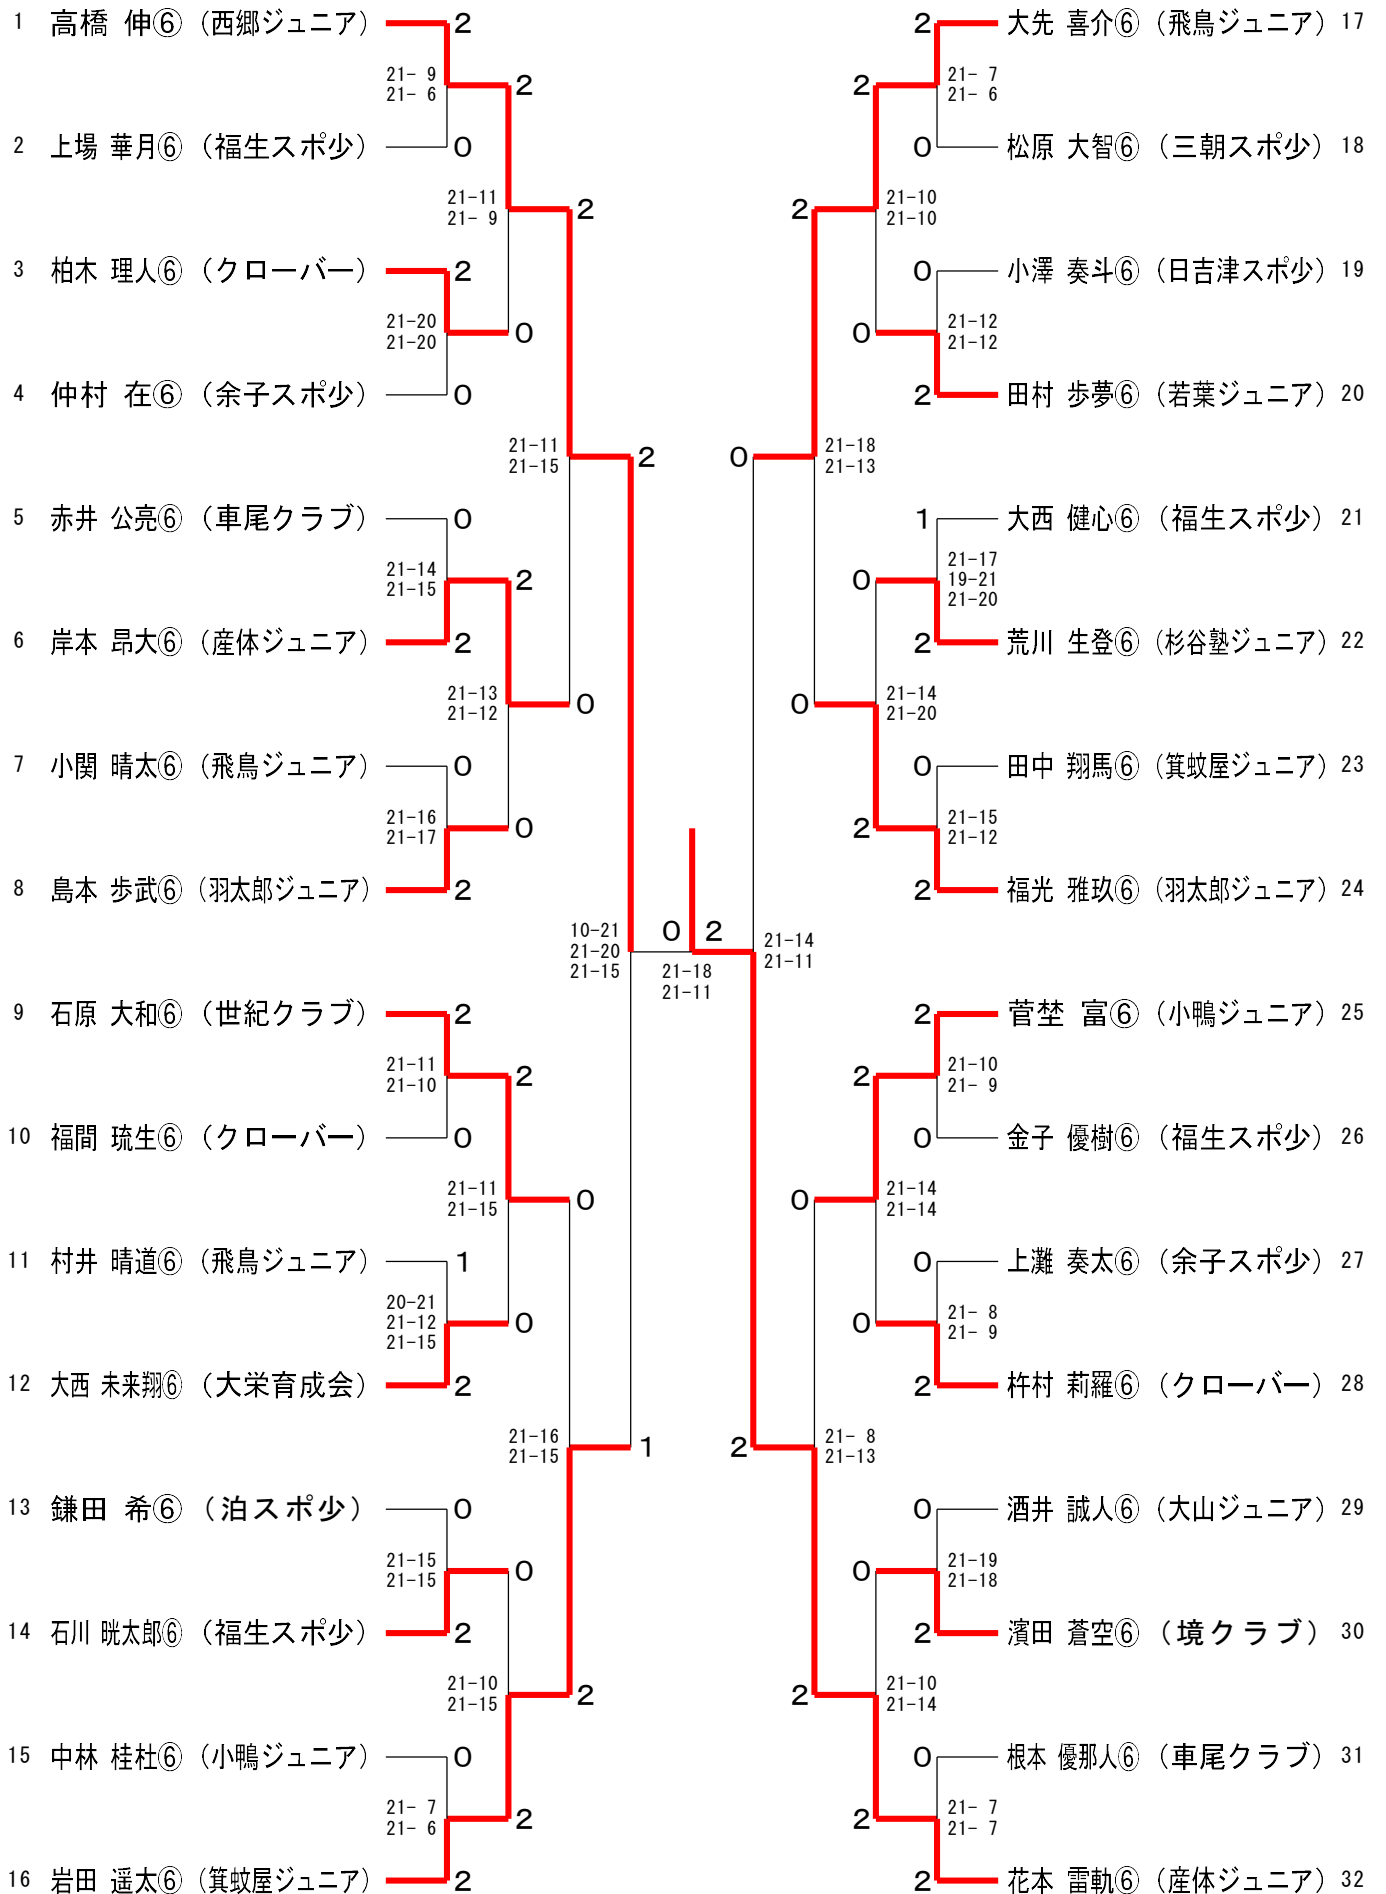 1 高橋 伸⑥ (西郷ジュニア) 2
21- 9
21- 6
2
2 上場 華月⑥ (福生スポ少) 0
21-11
21- 9
2
3 柏木 理人⑥ (クローバー) 2
21-20
21-20
0
4 仲村 在⑥ (余子スポ少) 0
21-11
21-15
2
5 赤井 公亮⑥ (車尾クラブ) 0
21-14
21-15
2
6 岸本 昂大⑥ (産体ジュニア) 2
21-13
21-12
0
7 小関 晴太⑥ (飛鳥ジュニア) 0
21-16
21-17
0
8 島本 歩武⑥ (羽太郎ジュニア) 2
10-21
21-20
21-15
0 2
21-18
21-11
9 石原 大和⑥ (世紀クラブ) 2
21-11
21-10
2
10 福間 琉生⑥ (クローバー) 0
21-11
21-15
0
11 村井 晴道⑥ (飛鳥ジュニア) 1
20-21
21-12
21-15
0
12 大西 未来翔⑥ (大栄育成会) 2
21-16
21-15
1
13 鎌田 希⑥ (泊スポ少) 0
21-15
21-15
0
14 石川 晄太郎⑥ (福生スポ少) 2
21-10
21-15
2
15 中林 桂杜⑥ (小鴨ジュニア) 0
21- 7
21- 6
2
16 岩田 遥太⑥ (箕蚊屋ジュニア) 2
2 大先 喜介⑥ (飛鳥ジュニア) 17
2
21- 7
21- 6
0 松原 大智⑥ (三朝スポ少) 18
2
21-10
21-10
0 小澤 奏斗⑥ (日吉津スポ少) 19
0
21-12
21-12
2 田村 歩夢⑥ (若葉ジュニア) 20
0
21-18
21-13
1 大西 健心⑥ (福生スポ少) 21
0
21-17
19-21
21-20
2 荒川 生登⑥ (杉谷塾ジュニア) 22
0
21-14
21-20
0 田中 翔馬⑥ (箕蚊屋ジュニア) 23
2
21-15
21-12
2 福光 雅玖⑥ (羽太郎ジュニア) 24
21-14
21-11
2 菅埜 富⑥ (小鴨ジュニア) 25
2
21-10
21- 9
0 金子 優樹⑥ (福生スポ少) 26
0
21-14
21-14
0 上灘 奏太⑥ (余子スポ少) 27
0
21- 8
21- 9
2 杵村 莉羅⑥ (クローバー) 28
2
21- 8
21-13
0 酒井 誠人⑥ (大山ジュニア) 29
0
21-19
21-18
2 濱田 蒼空⑥ (境クラブ) 30
2
21-10
21-14
0 根本 優那人⑥ (車尾クラブ) 31
2
21- 7
21- 7
2 花本 雷軌⑥ (産体ジュニア) 32